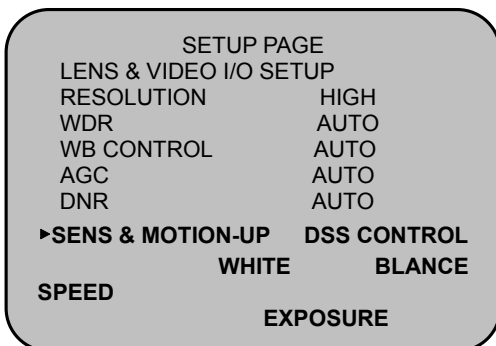 SETUP PAGE
LENS & VIDEO I/O SETUP
RESOLUTION HIGH
WDR AUTO
WB CONTROL AUTO
AGC AUTO
DNR AUTO
▶SENS & MOTION-UP DSS CONTROL
WHITE BLANCE
SPEED
EXPOSURE